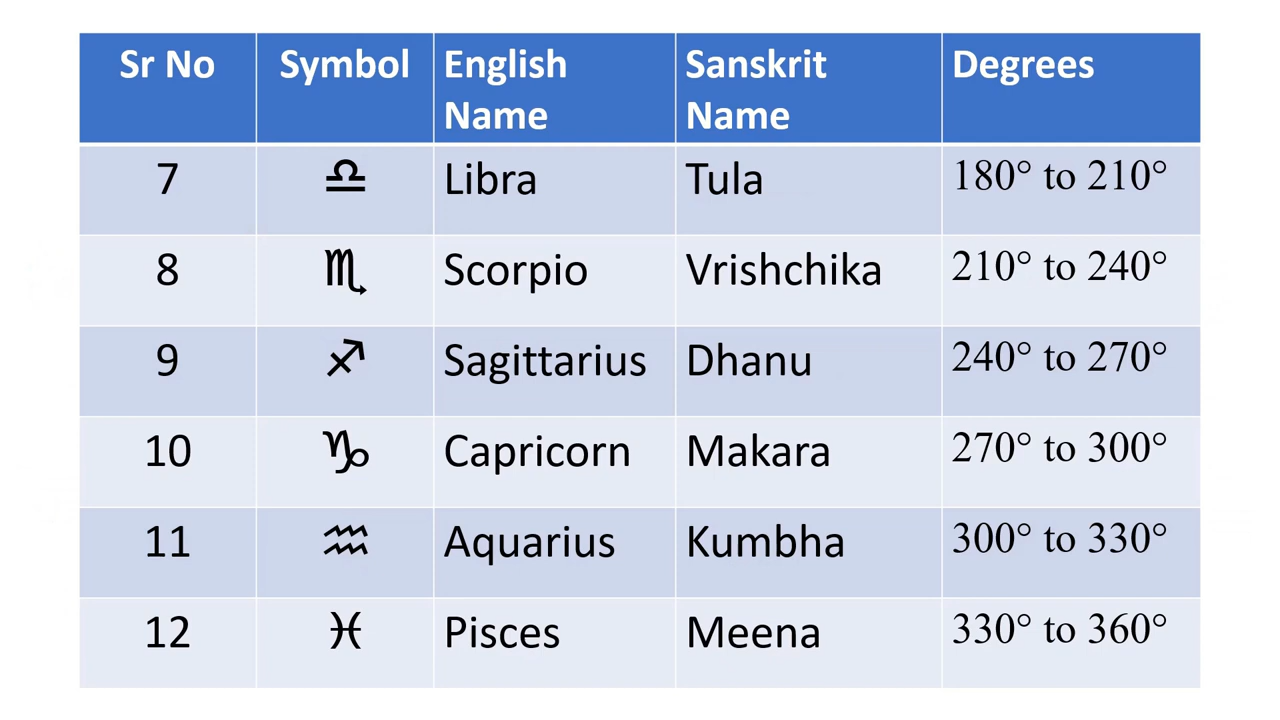 Sr No Symbol English Name Sanskrit Name Degrees
7 ♎ Libra Tula 180° to 210°
8 ♏ Scorpio Vrishchika 210° to 240°
9 ♐ Sagittarius Dhanu 240° to 270°
10 ♑ Capricorn Makara 270° to 300°
11 ♒ Aquarius Kumbha 300° to 330°
12 ♓ Pisces Meena 330° to 360°